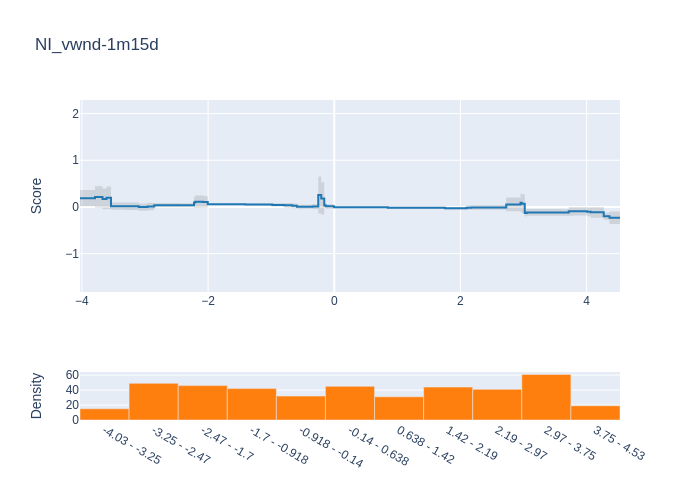 NI_vwnd-1m15d
Score
2
1
0
−1
−4
−2
0
2
4
Density
60
40
20
0
-4.03 - -3.25
-3.25 - -2.47
-2.47 - -1.7
-1.7 - -0.918
-0.918 - -0.14
-0.14 - 0.638
0.638 - 1.42
1.42 - 2.19
2.19 - 2.97
2.97 - 3.75
3.75 - 4.53